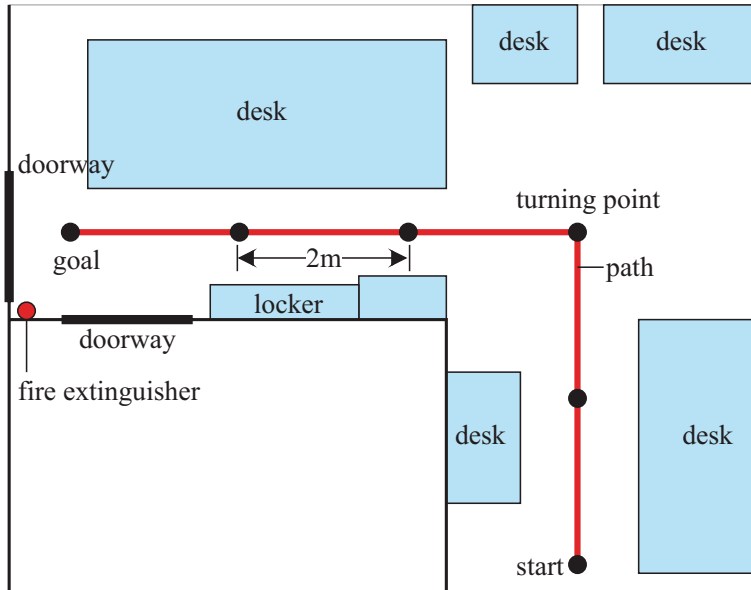 desk
desk
desk
doorway
turning point
goal
2m
path
locker
doorway
fire extinguisher
desk
desk
start